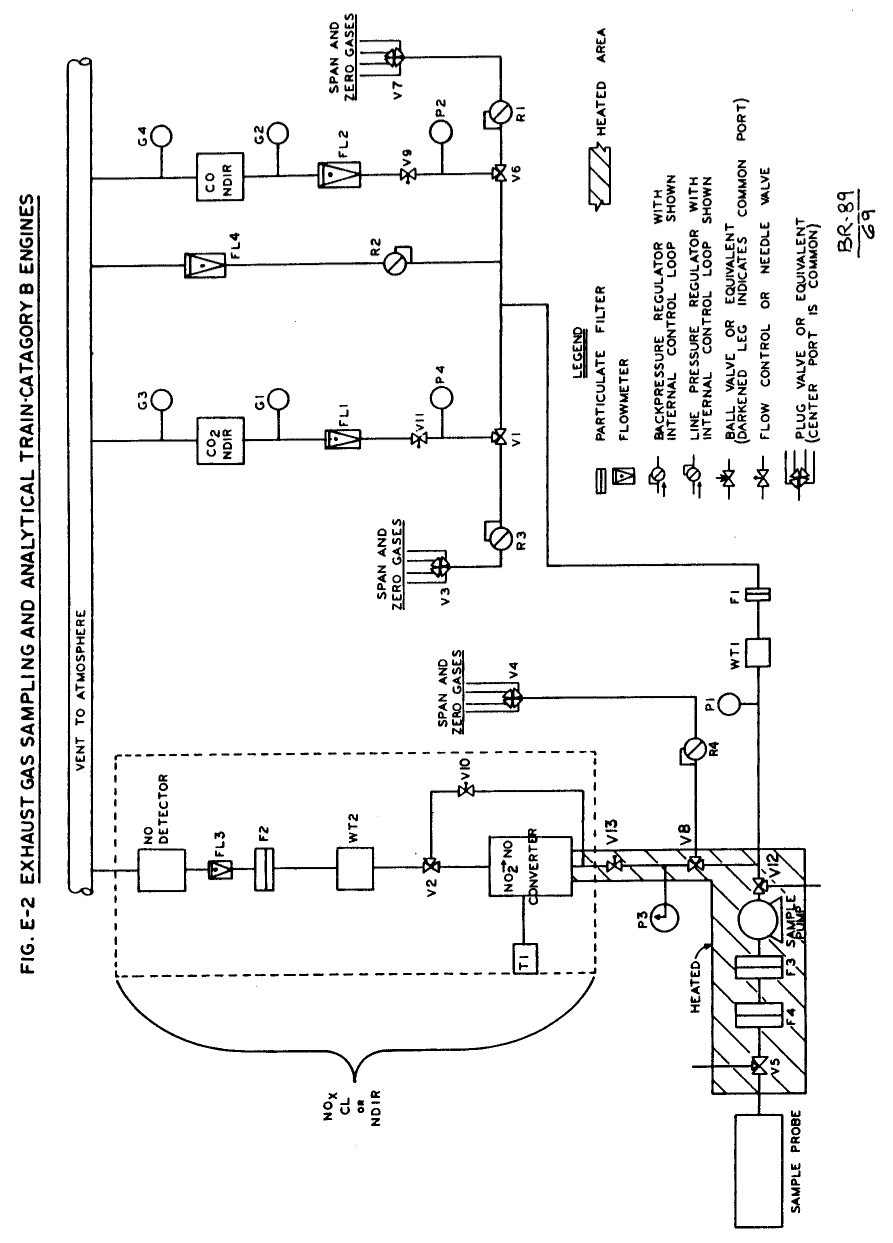 FIG. E-2 EXHAUST GAS SAMPLING AND ANALYTICAL TRAIN-CATAGORY B ENGINES
VENT TO ATMOSPHERE
NO
DETECTOR
FL3
F2
WT2
V2
V10
NO2→NO
CONVERTER
T1
NOX
CL
OR
NDIR
V13
P3
V8
HEATED
V12
SAMPLE
PUMP
F3
F4
V5
SAMPLE PROBE
SPAN AND
ZERO GASES
V4
R4
P1
WT1
F1
G3
CO2
NDIR
G1
FL1
V11
P4
V1
SPAN AND
ZERO GASES
V3
R3
FL4
R2
G4
CO
NDIR
G2
FL2
V9
P2
V6
SPAN AND
ZERO GASES
V7
R1
LEGEND
PARTICULATE FILTER
HEATED AREA
FLOWMETER
BACKPRESSURE REGULATOR WITH
INTERNAL CONTROL LOOP SHOWN
LINE PRESSURE REGULATOR WITH
INTERNAL CONTROL LOOP SHOWN
BALL VALVE OR EQUIVALENT
(DARKENED LEG INDICATES COMMON PORT)
FLOW CONTROL OR NEEDLE VALVE
PLUG VALVE OR EQUIVALENT
(CENTER PORT IS COMMON)
BR-89
69